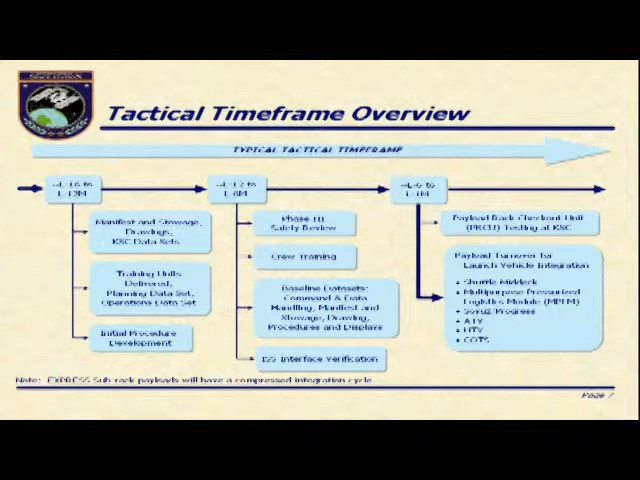 Tactical Timeframe Overview
TYPICAL TACTICAL TIMEFRAME
~L-16 to
L-12M
~L-12 to
L-6M
~L-6 to
L-1M
Manifest and Stowage,
Drawings,
KSC Data Sets
Training Units
Delivered,
Planning Data Set,
Operations Data Set
Initial Procedure
Development
Phase III
Safety Review
Crew Training
Baseline Datasets:
Command & Data
Handling, Manifest and
Stowage, Drawing,
Procedures and Displays
ISS Interface Verification
Payload Rack Checkout Unit
(PRCU) Testing at KSC
Payload Turnover for
Launch Vehicle Integration
• Shuttle Middeck
• Multipurpose Pressurized
Logistics Module (MPLM)
• Soyuz/Progress
• ATV
• HTV
• COTS
Note: EXPRESS Sub-rack payloads will have a compressed integration cycle.
Page 7